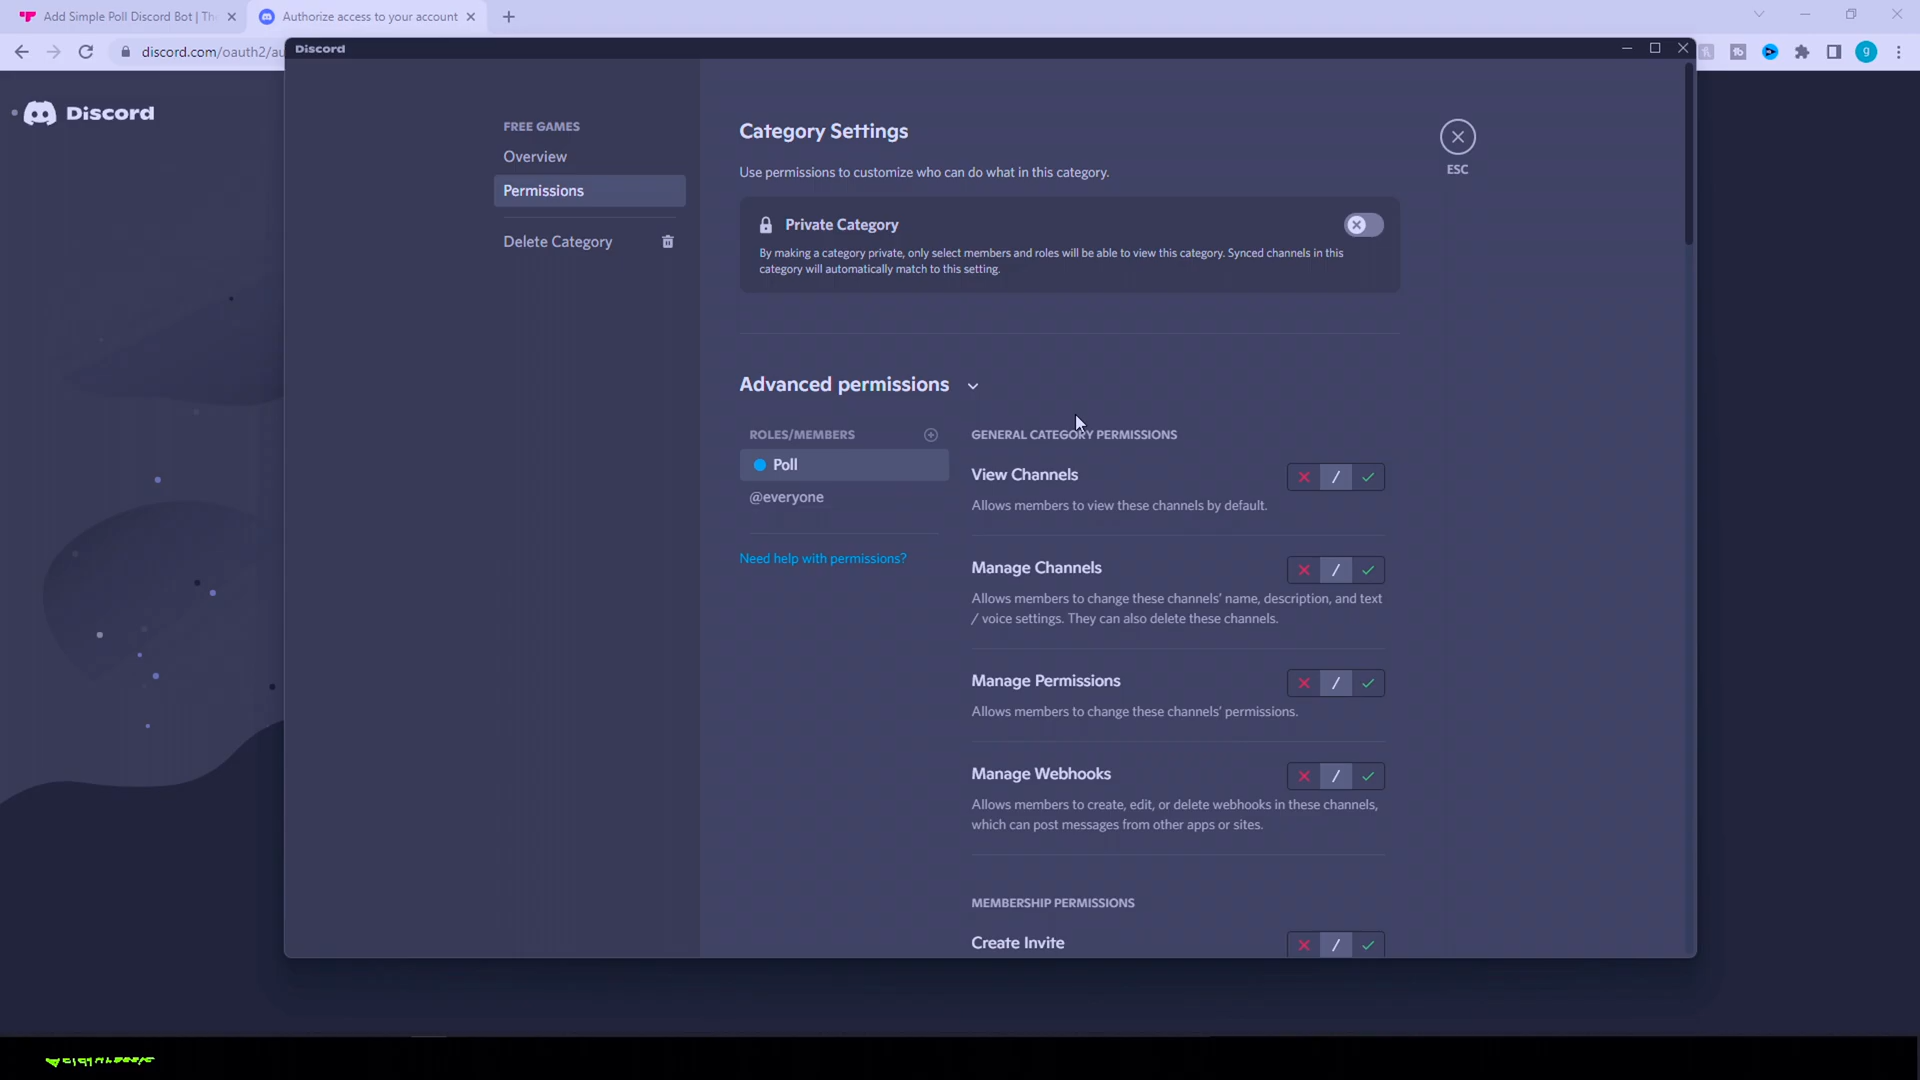 Add Simple Poll Discord Bot | Th
Authorize access to your account
discord.com/oauth2/au
g
Discord
Discord
FREE GAMES
Overview
Permissions
Delete Category
Category Settings
Use permissions to customize who can do what in this category.
ESC
Private Category
By making a category private, only select members and roles will be able to view this category. Synced channels in this
category will automatically match to this setting.
Advanced permissions
ROLES/MEMBERS
Poll
@everyone
Need help with permissions?
GENERAL CATEGORY PERMISSIONS
View Channels
Allows members to view these channels by default.
Manage Channels
Allows members to change these channels' name, description, and text
/ voice settings. They can also delete these channels.
Manage Permissions
Allows members to change these channels' permissions.
Manage Webhooks
Allows members to create, edit, or delete webhooks in these channels,
which can post messages from other apps or sites.
MEMBERSHIP PERMISSIONS
Create Invite